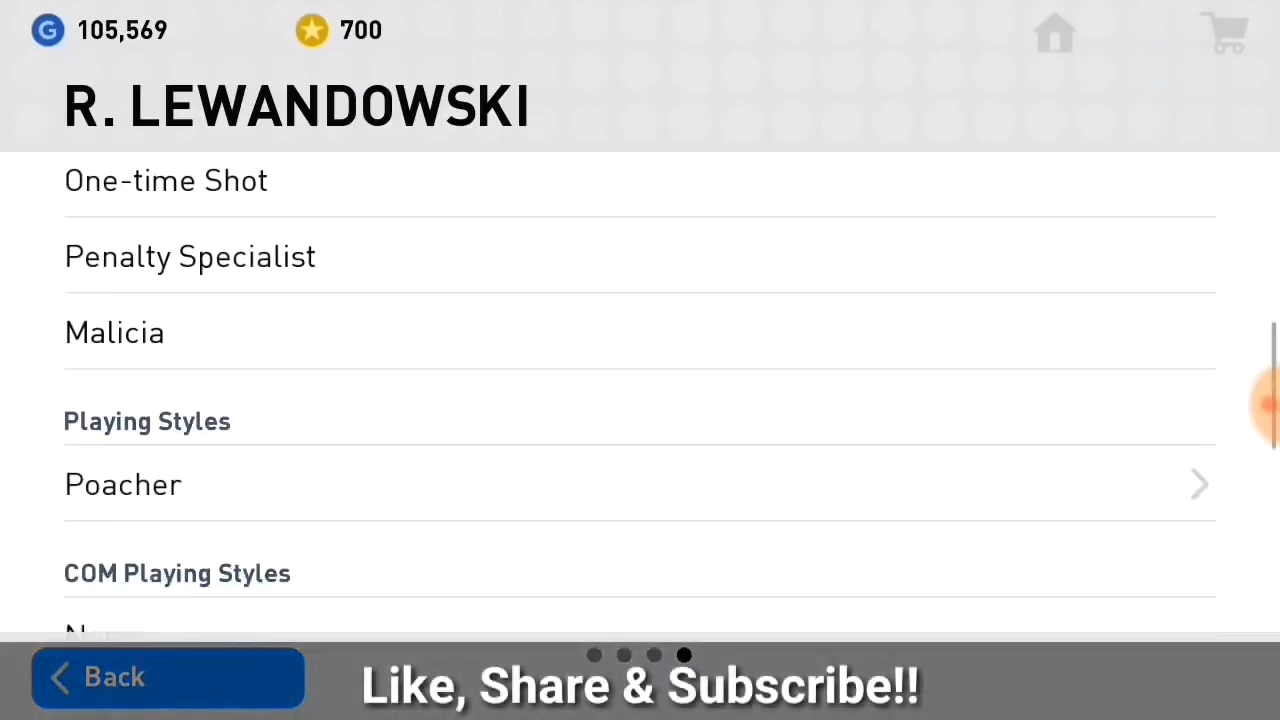 G 105,569 700
R. LEWANDOWSKI
One-time Shot
Penalty Specialist
Malicia
Playing Styles
Poacher
COM Playing Styles
Back
Like, Share & Subscribe!!